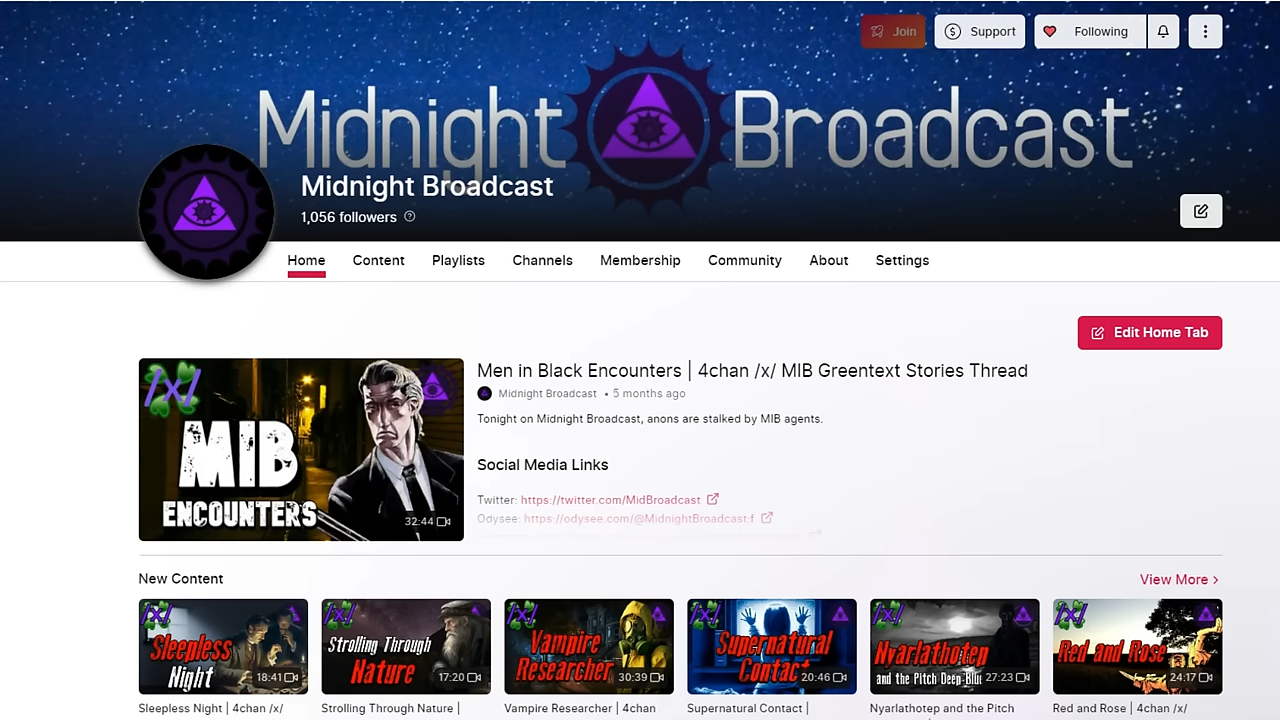 Join
Support
Following
Midnight Broadcast
Midnight Broadcast
1,056 followers
Home
Content
Playlists
Channels
Membership
Community
About
Settings
Edit Home Tab
/x/
MIB
ENCOUNTERS
32:44
Men in Black Encounters | 4chan /x/ MIB Greentext Stories Thread
Midnight Broadcast • 5 months ago
Tonight on Midnight Broadcast, anons are stalked by MIB agents.
Social Media Links
Twitter: https://twitter.com/MidBroadcast
Odysee: https://odysee.com/@MidnightBroadcast:f
New Content
View More
/x/
Sleepless
Night
18:41
Sleepless Night | 4chan /x/
/x/
Strolling Through
Nature
17:20
Strolling Through Nature |
/x/
Vampire
Researcher
30:39
Vampire Researcher | 4chan
/x/
Supernatural
Contact
20:46
Supernatural Contact |
/x/
Nyarlathotep
and the Pitch Deep Blue
27:23
Nyarlathotep and the Pitch
/x/
Red and Rose
24:17
Red and Rose | 4chan /x/